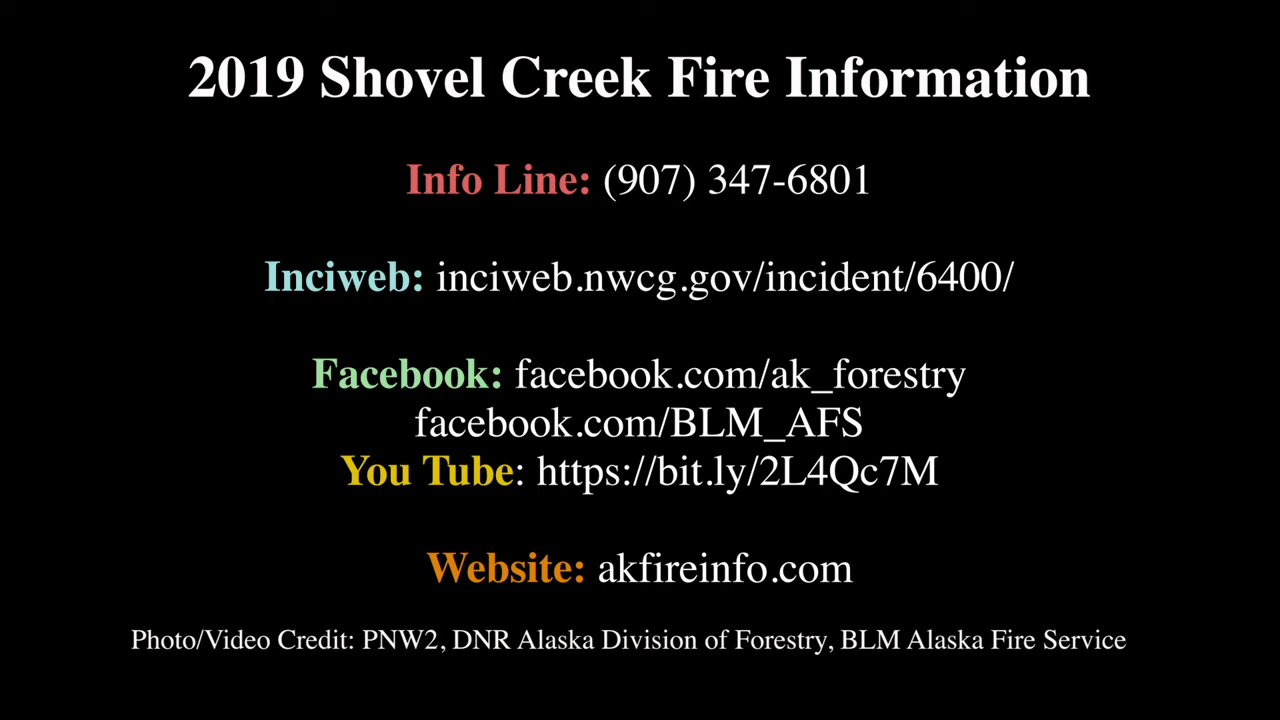 2019 Shovel Creek Fire Information
Info Line: (907) 347-6801
Inciweb: inciweb.nwcg.gov/incident/6400/
Facebook: facebook.com/ak_forestry
facebook.com/BLM_AFS
You Tube: https://bit.ly/2L4Qc7M
Website: akfireinfo.com
Photo/Video Credit: PNW2, DNR Alaska Division of Forestry, BLM Alaska Fire Service